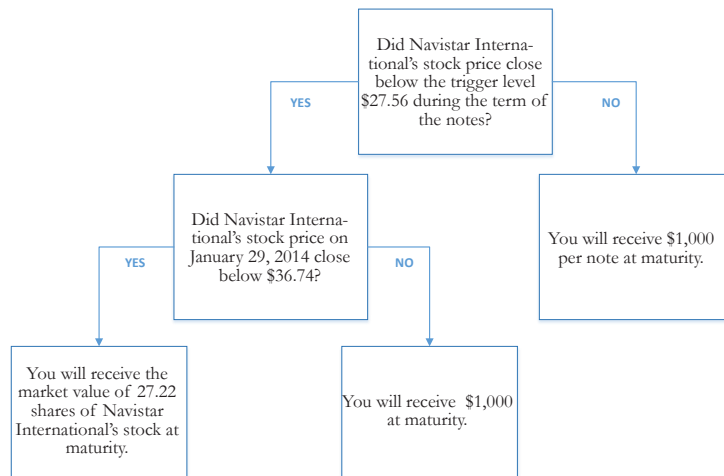 Did Navistar Interna-
tional's stock price close
below the trigger level
$27.56 during the term of
the notes?
YES
NO
Did Navistar Interna-
tional's stock price on
January 29, 2014 close
below $36.74?
You will receive $1,000
per note at maturity.
YES
NO
You will receive the
market value of 27.22
shares of Navistar
International's stock at
maturity.
You will receive $1,000
at maturity.